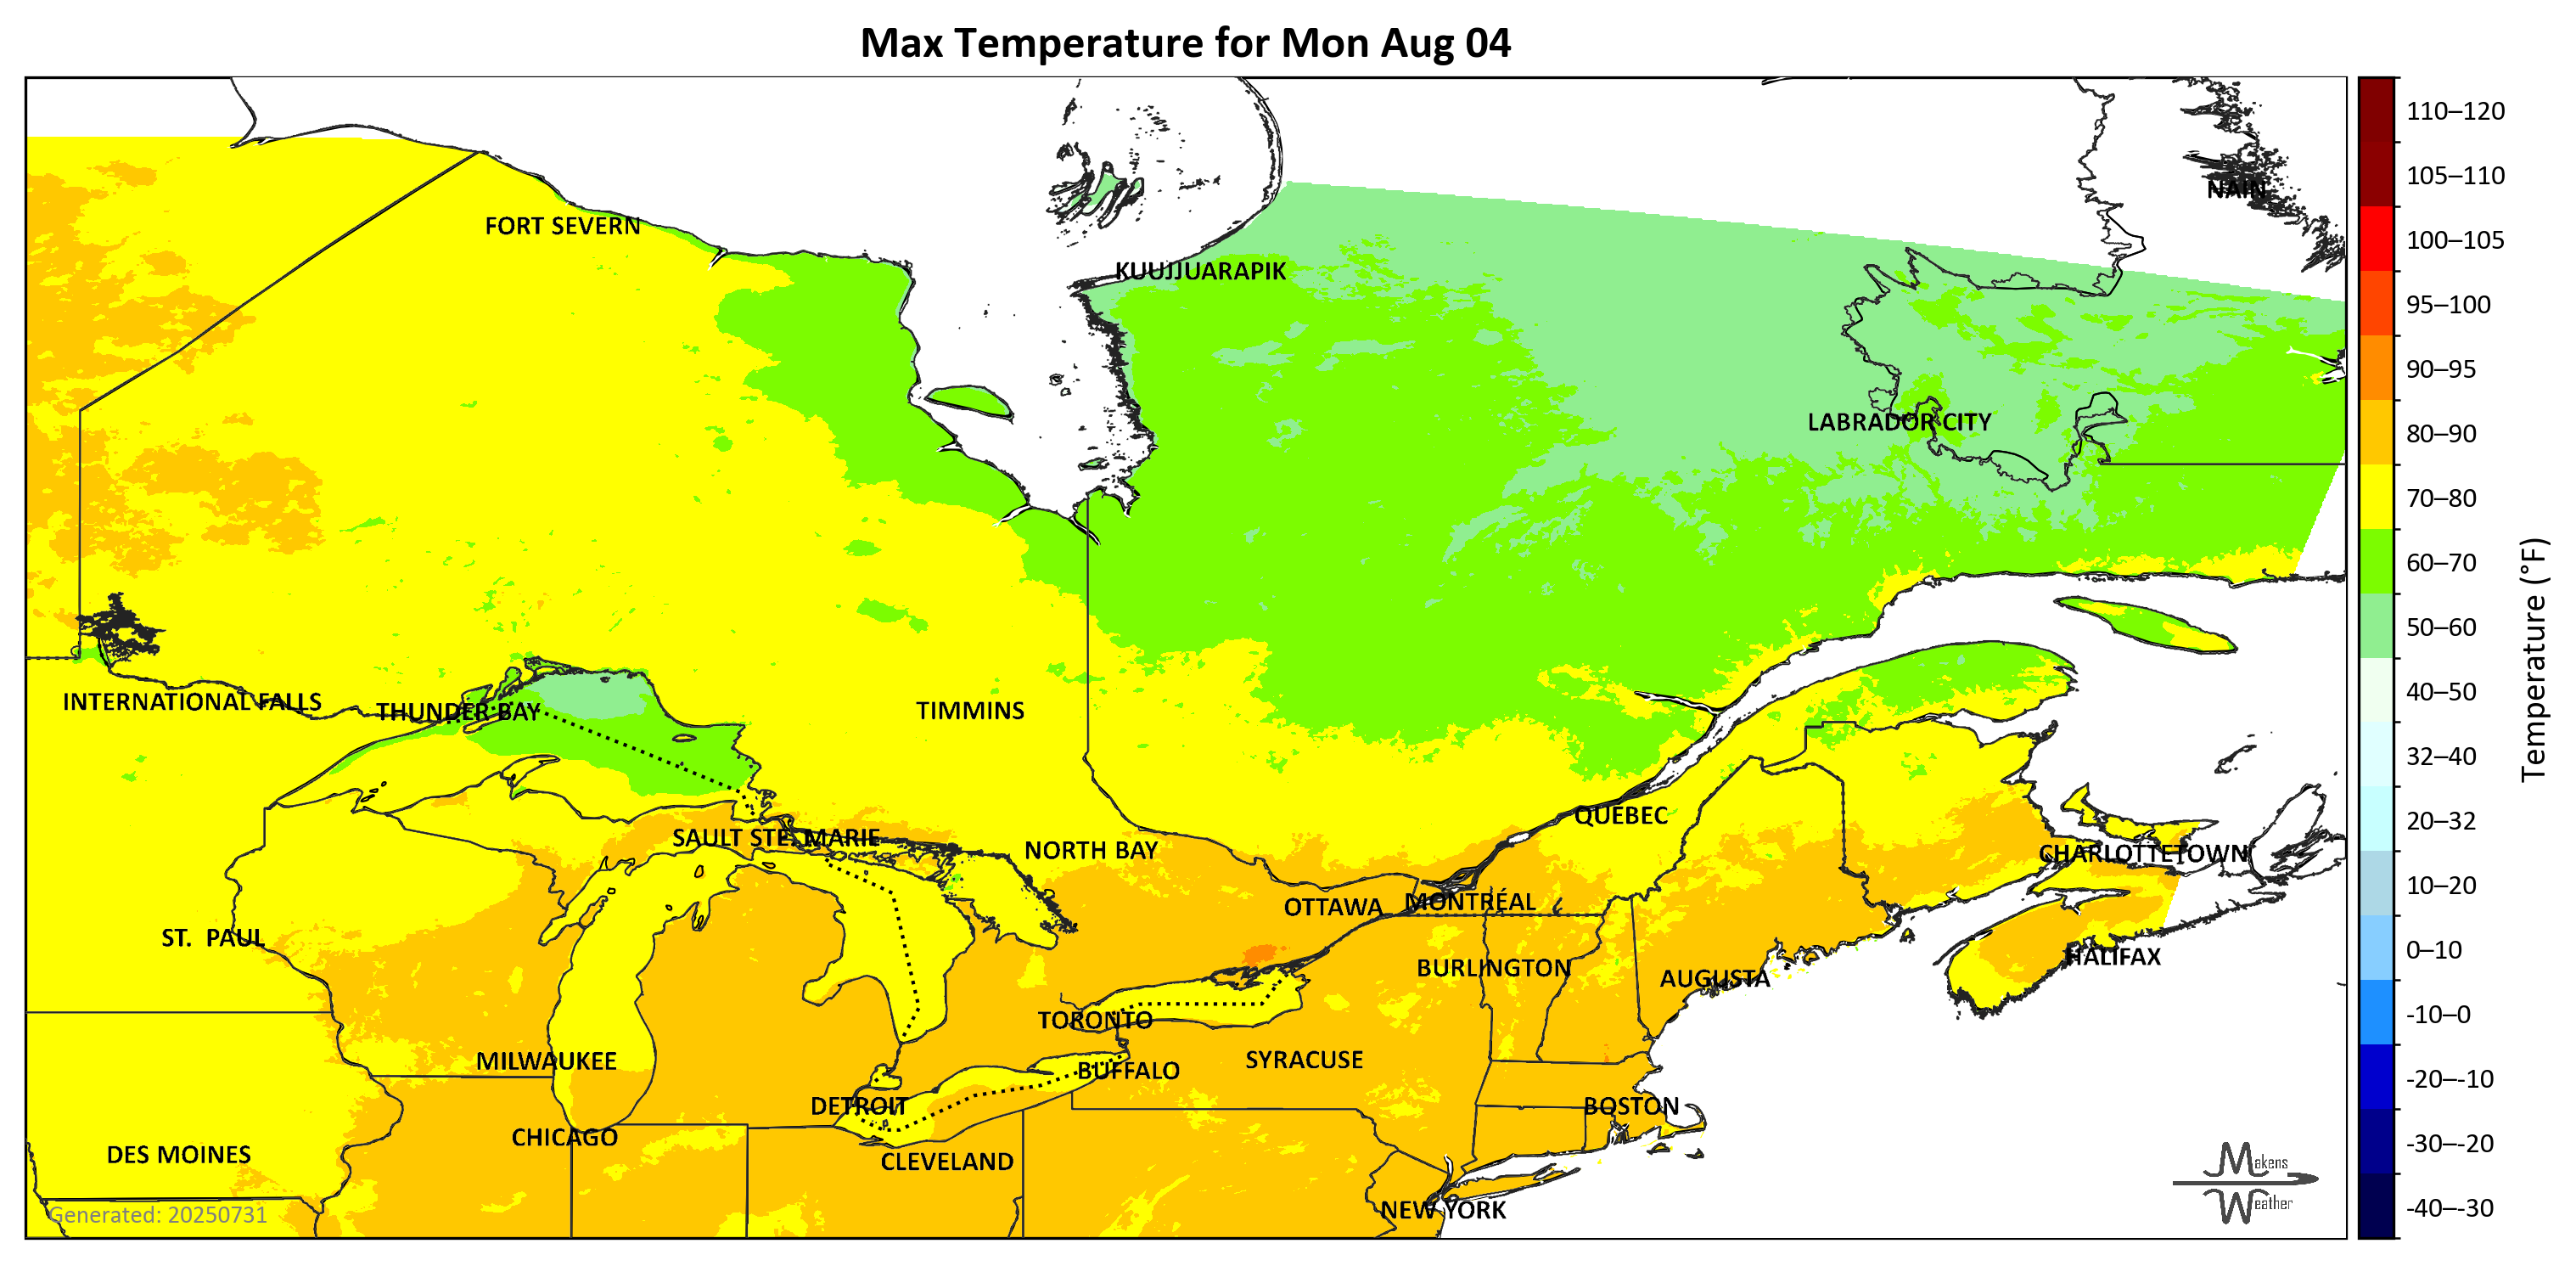 Max Temperature for Mon Aug 04
110–120
105–110
NAIN
FORT SEVERN
100–105
KUUJJUARAPIK
95–100
90–95
LABRADOR CITY
80–90
70–80
60–70
Temperature (°F)
50–60
INTERNATIONAL FALLS
THUNDER BAY
TIMMINS
40–50
32–40
QUEBEC
20–32
SAULT STE. MARIE
NORTH BAY
CHARLOTTETOWN
10–20
OTTAWA
MONTRÉAL
ST. PAUL
0–10
HALIFAX
BURLINGTON
AUGUSTA
-10–0
TORONTO
MILWAUKEE
SYRACUSE
BUFFALO
-20–-10
DETROIT
BOSTON
CHICAGO
-30–-20
DES MOINES
CLEVELAND
Makens
Weather
Generated: 20250731
NEW YORK
-40–-30